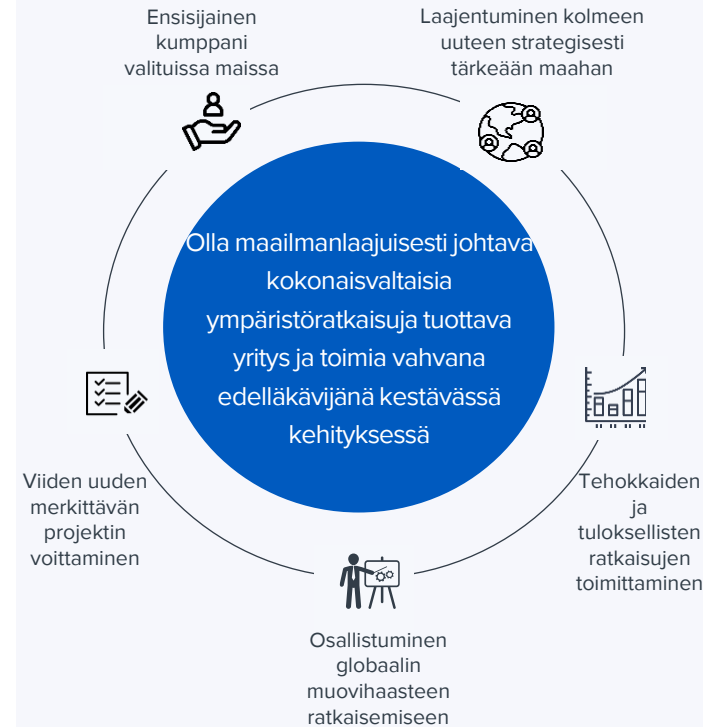 Ensisijainen
kumppani
valituissa maissa
Laajentuminen kolmeen
uuteen strategisesti
tärkeään maahan
Olla maailmanlaajuisesti johtava
kokonaisvaltaisia
ympäristöratkaisuja tuottava
yritys ja toimia vahvana
edelläkävijänä kestävässä
kehityksessä
Viiden uuden
merkittävän
projektin
voittaminen
Tehokkaiden
ja
tuloksellisten
ratkaisujen
toimittaminen
Osallistuminen
globaalin
muovihaasteen
ratkaisemiseen